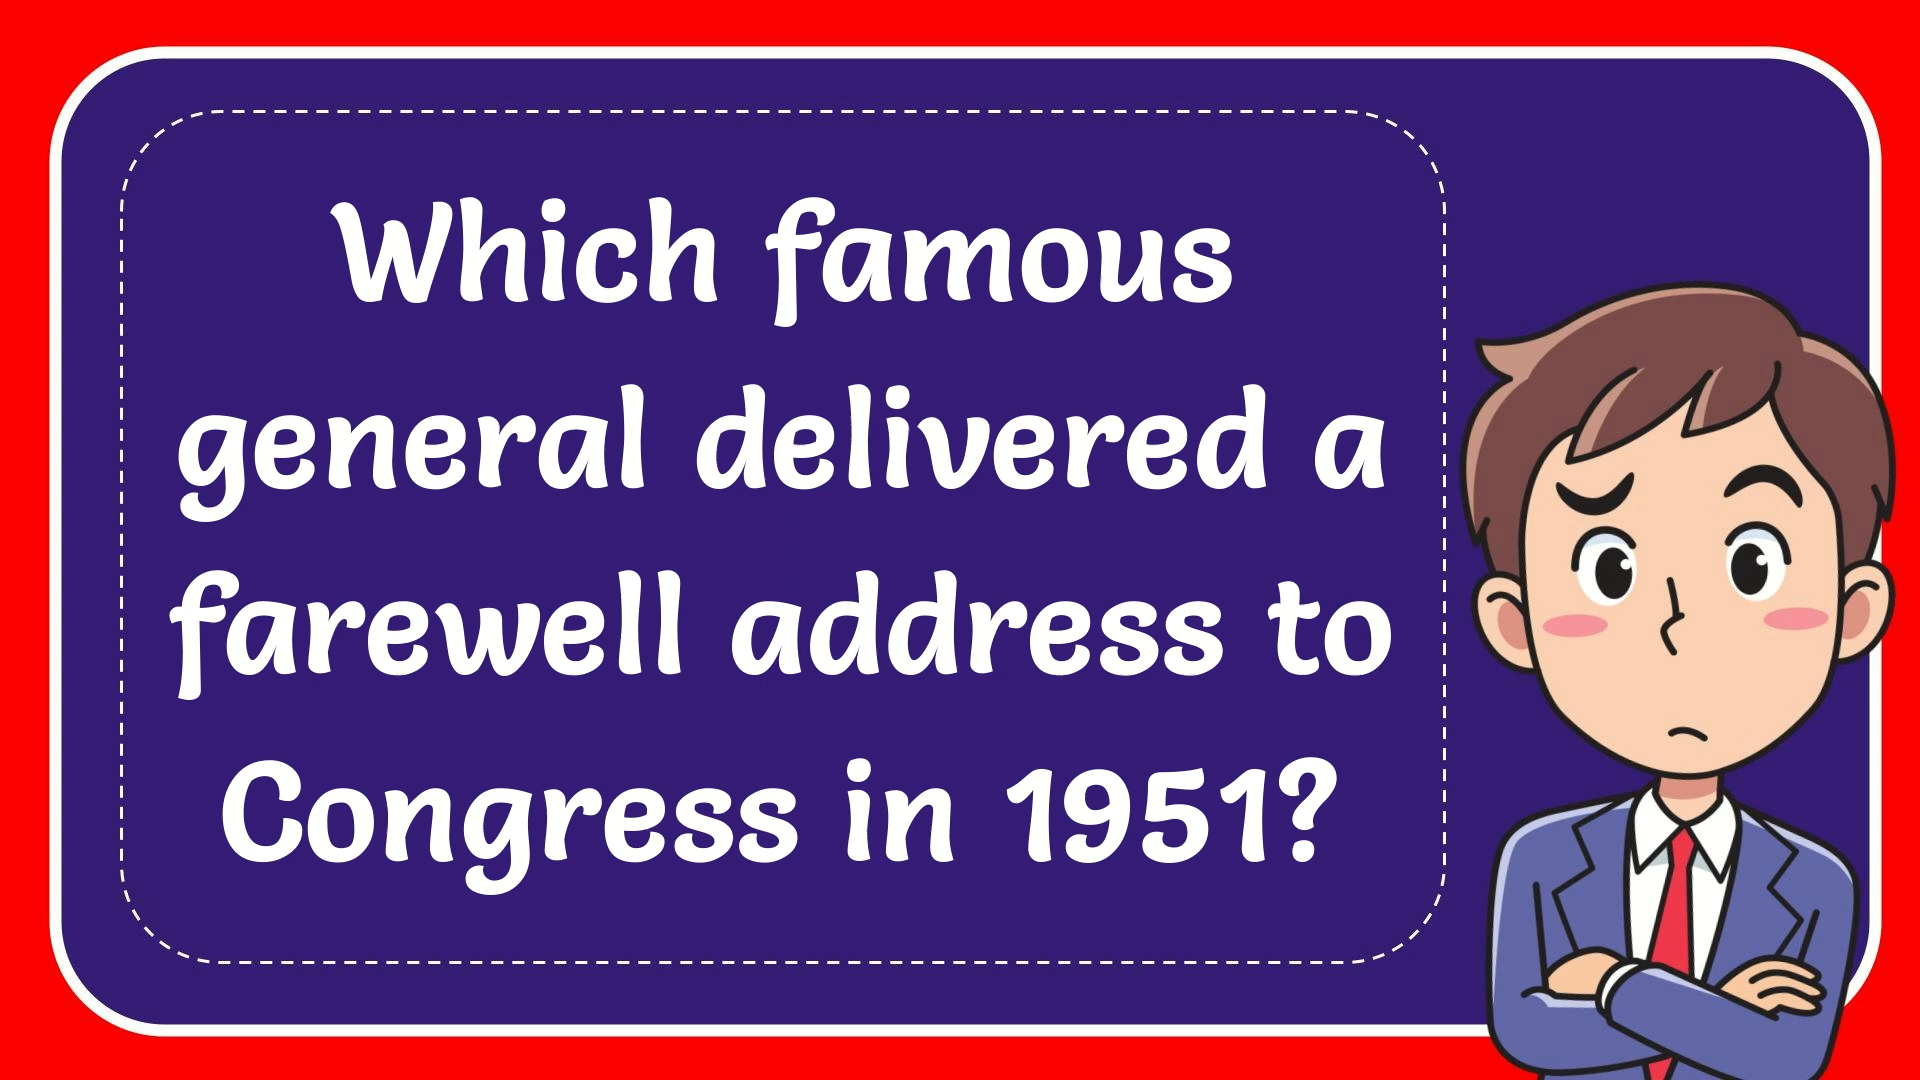 Which famous
general delivered a
farewell address to
Congress in 1951?